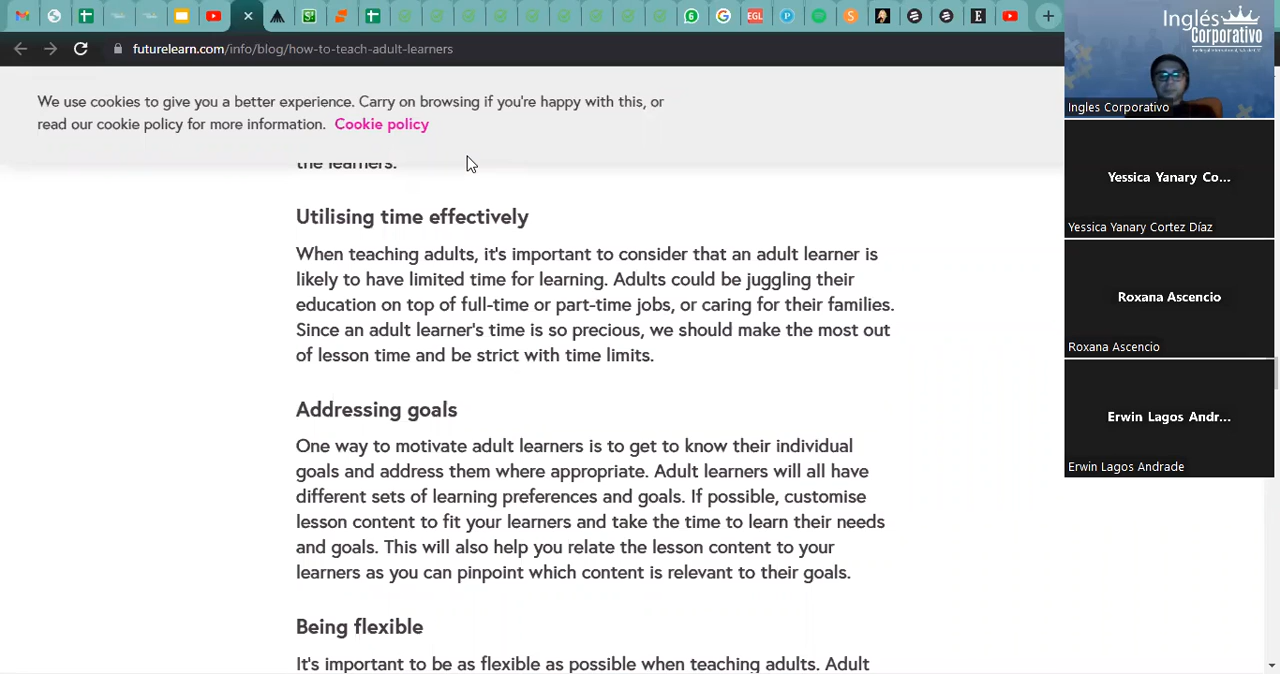 futurelearn.com/info/blog/how-to-teach-adult-learners
We use cookies to give you a better experience. Carry on browsing if you're happy with this, or
read our cookie policy for more information. Cookie policy
the learners.
Utilising time effectively
When teaching adults, it's important to consider that an adult learner is
likely to have limited time for learning. Adults could be juggling their
education on top of full-time or part-time jobs, or caring for their families.
Since an adult learner's time is so precious, we should make the most out
of lesson time and be strict with time limits.
Addressing goals
One way to motivate adult learners is to get to know their individual
goals and address them where appropriate. Adult learners will all have
different sets of learning preferences and goals. If possible, customise
lesson content to fit your learners and take the time to learn their needs
and goals. This will also help you relate the lesson content to your
learners as you can pinpoint which content is relevant to their goals.
Being flexible
It's important to be as flexible as possible when teaching adults. Adult
EGL
Inglés
Corporativo
Ingles Corporativo
Yessica Yanary Co...
Yessica Yanary Cortez Díaz
Roxana Ascencio
Roxana Ascencio
Erwin Lagos Andr...
Erwin Lagos Andrade